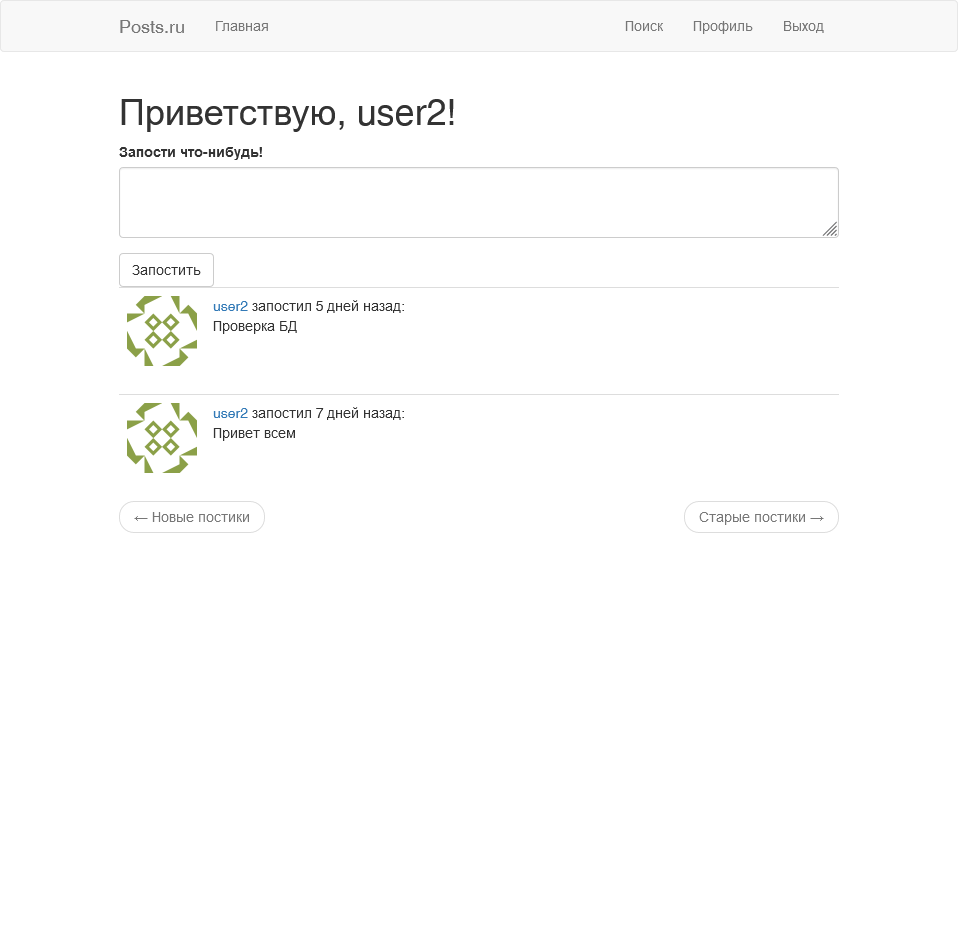 Posts.ru Главная Поиск Профиль Выход
Приветствую, user2!
Запости что-нибудь!
Запостить
user2 запостил 5 дней назад:
Проверка БД
user2 запостил 7 дней назад:
Привет всем
← Новые постики Старые постики →